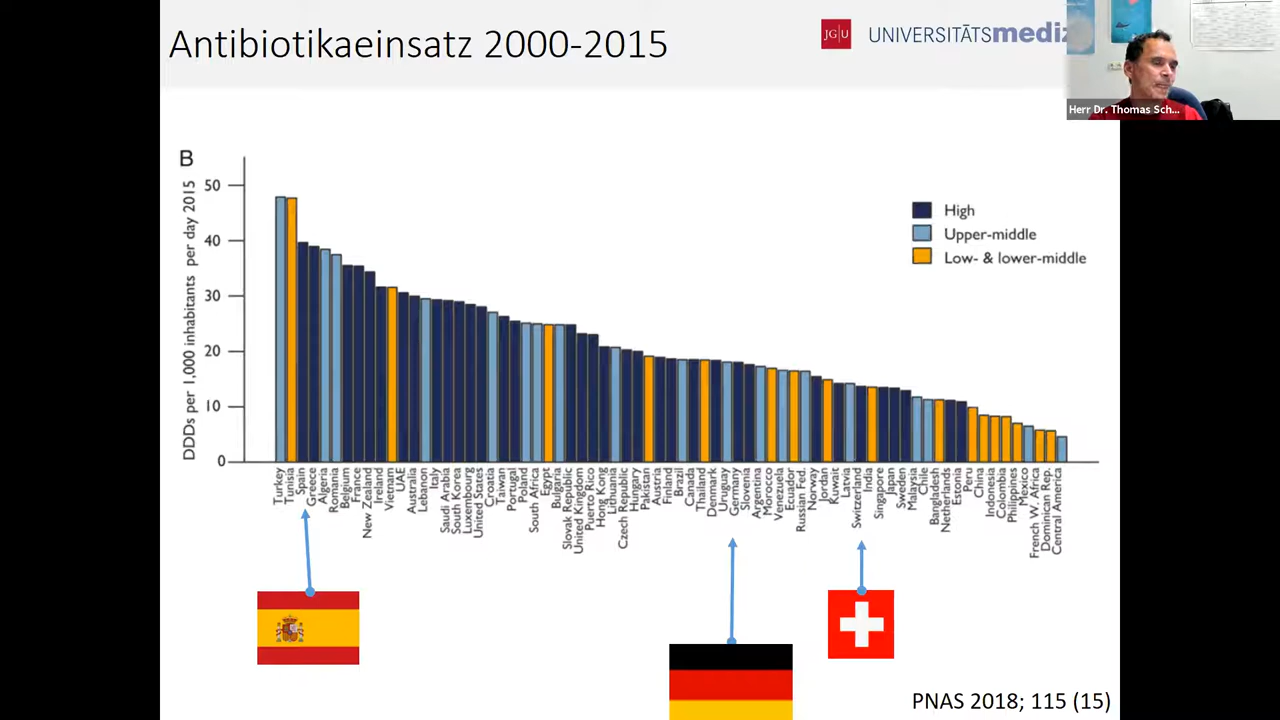 Antibiotikaeinsatz 2000-2015
JG|U UNIVERSITÄTSmediz
Herr Dr. Thomas Sch...
B
DDDs per 1,000 inhabitants per day 2015
50
40
30
20
10
0
High
Upper-middle
Low- & lower-middle
Turkey
Tunisia
Spain
Greece
Algeria
Romania
Belgium
France
New Zealand
Ireland
Vietnam
UAE
Australia
Lebanon
Italy
Saudi Arabia
South Korea
Luxembourg
United States
Croatia
Taiwan
Portugal
Poland
South Africa
Egypt
Bulgaria
Slovak Republic
United Kingdom
Puerto Rico
Hong Kong
Lithuania
Czech Republic
Hungary
Pakistan
Austria
Finland
Brazil
Canada
Thailand
Denmark
Uruguay
Germany
Slovenia
Argentina
Morocco
Venezuela
Ecuador
Russian Fed.
Norway
Jordan
Kuwait
Latvia
Switzerland
India
Singapore
Japan
Sweden
Malaysia
Chile
Bangladesh
Netherlands
Estonia
Peru
China
Indonesia
Colombia
Philippines
Mexico
French W. Africa
Dominican Rep.
Central America
PNAS 2018; 115 (15)